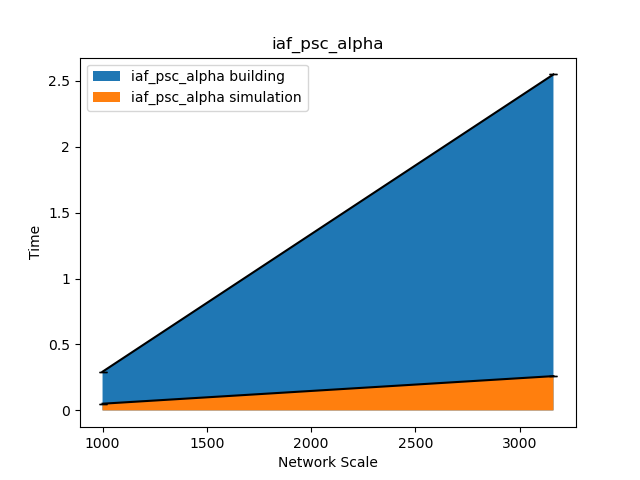 iaf_psc_alpha
iaf_psc_alpha building
iaf_psc_alpha simulation
2.5
2
1.5
1
0.5
0
Time
1000 1500 2000 2500 3000
Network Scale